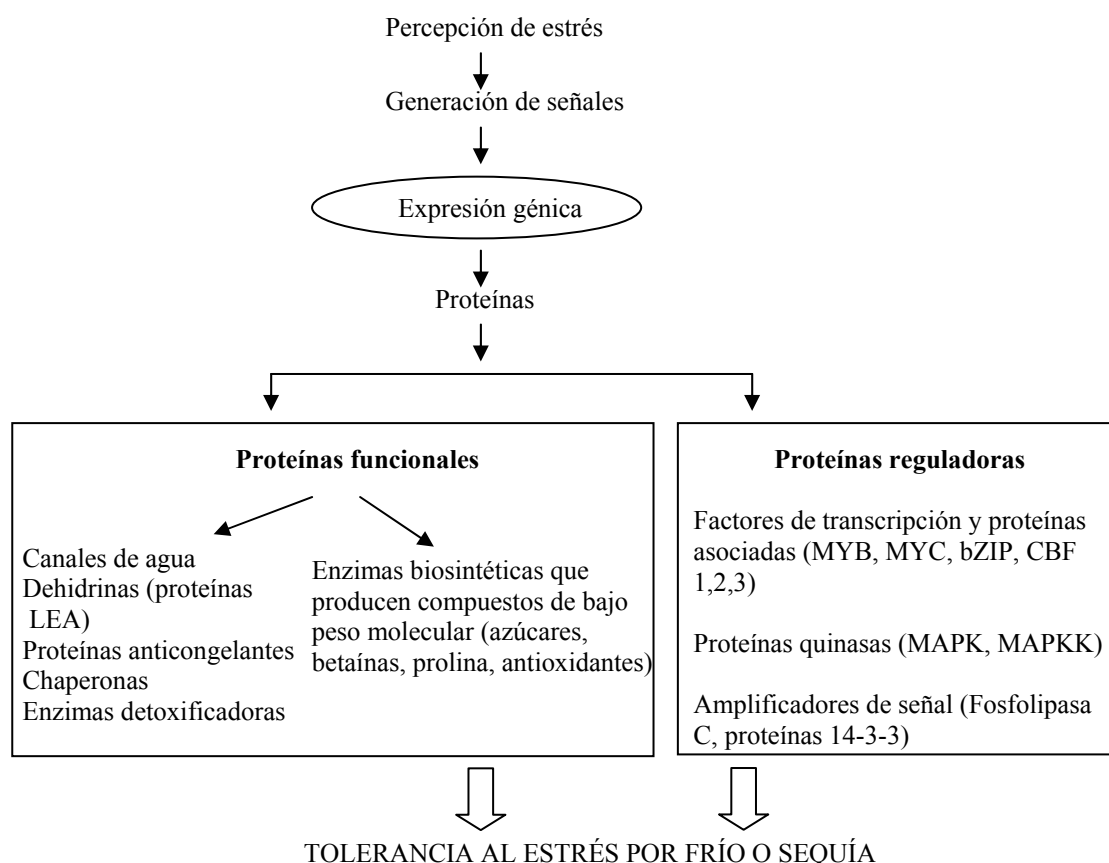 Percepción de estrés
Generación de señales
Expresión génica
Proteínas
Proteínas funcionales
Canales de agua
Dehidrinas (proteínas
LEA)
Proteínas anticongelantes
Chaperonas
Enzimas detoxificadoras
Enzimas biosintéticas que
producen compuestos de bajo
peso molecular (azúcares,
betaínas, prolina, antioxidantes)
Proteínas reguladoras
Factores de transcripción y proteínas
asociadas (MYB, MYC, bZIP, CBF
1,2,3)
Proteínas quinasas (MAPK, MAPKK)
Amplificadores de señal (Fosfolipasa
C, proteínas 14-3-3)
TOLERANCIA AL ESTRÉS POR FRÍO O SEQUÍA